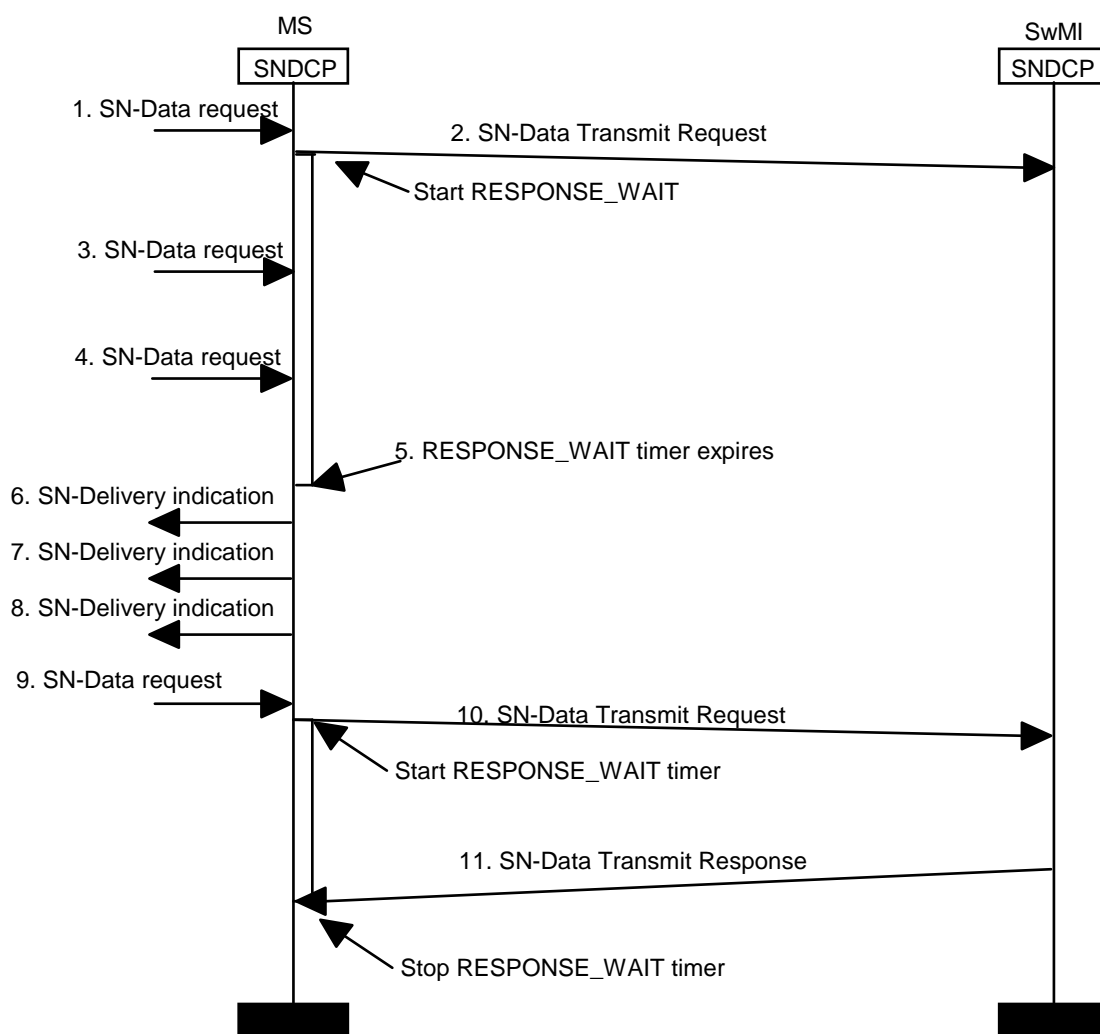 MS
SwMI
SNDCP
SNDCP
1. SN-Data request
2. SN-Data Transmit Request
Start RESPONSE_WAIT
3. SN-Data request
4. SN-Data request
5. RESPONSE_WAIT timer expires
6. SN-Delivery indication
7. SN-Delivery indication
8. SN-Delivery indication
9. SN-Data request
10. SN-Data Transmit Request
Start RESPONSE_WAIT timer
11. SN-Data Transmit Response
Stop RESPONSE_WAIT timer